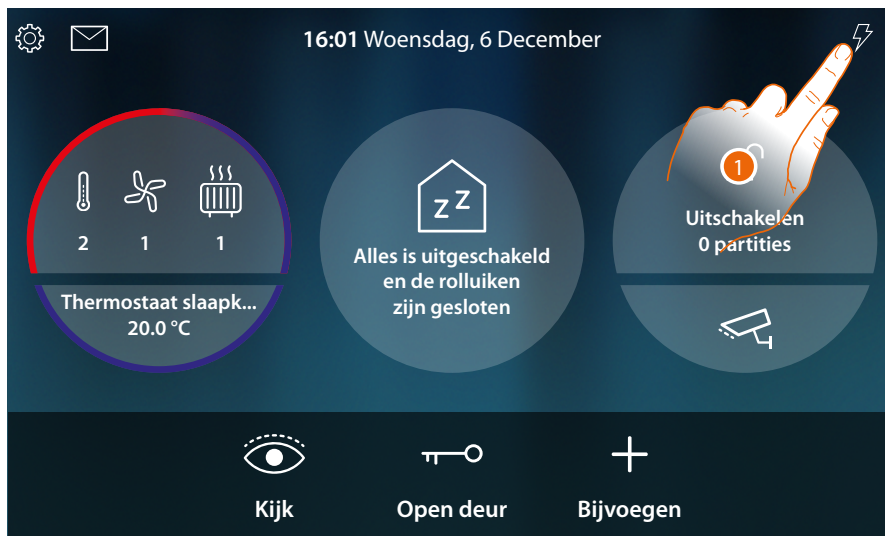 16:01 Woensdag, 6 December
2 1 1
Thermostaat slaapk...
20.0 °C
z Z
Alles is uitgeschakeld
en de rolluiken
zijn gesloten
1
Uitschakelen
0 partities
Kijk
Open deur
Bijvoegen